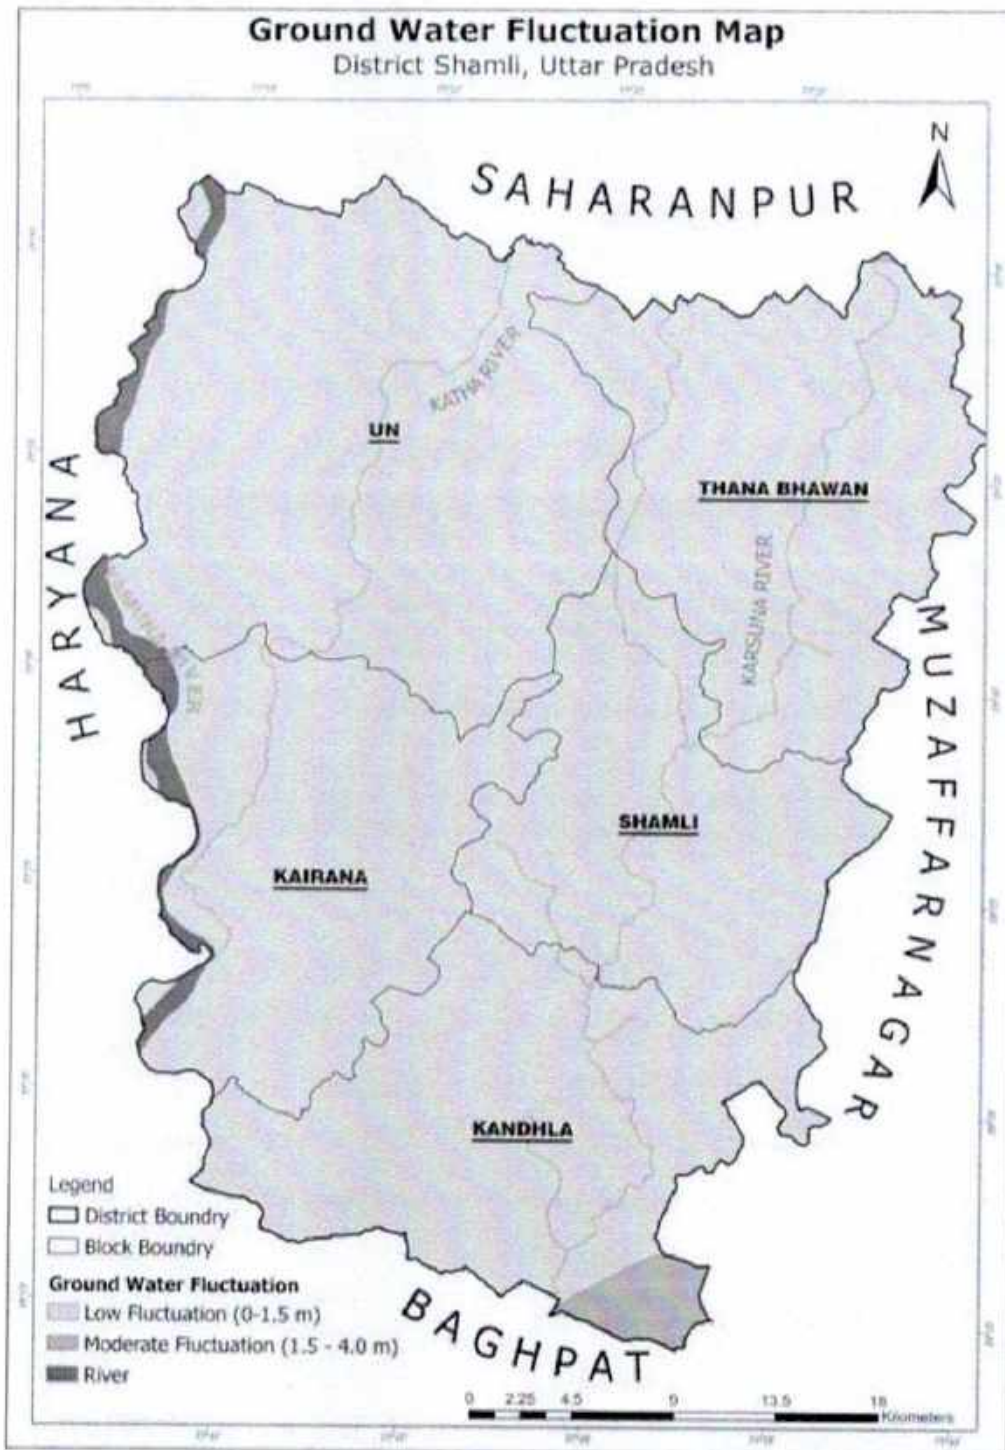 Ground Water Fluctuation Map
District Shamli, Uttar Pradesh
N
SAHARANPUR
KATHA RIVER
UN
THANA BHAWAN
HARYANA
KARSUNA RIVER
MUZAFFARNAGAR
SHAMLI
KAIRANA
KANDHLA
Legend
District Boundry
Block Boundry
Ground Water Fluctuation
Low Fluctuation (0-1.5 m)
Moderate Fluctuation (1.5 - 4.0 m)
River
BAGHPAT
0 2.25 4.5 9 13.5 18
Kilometers